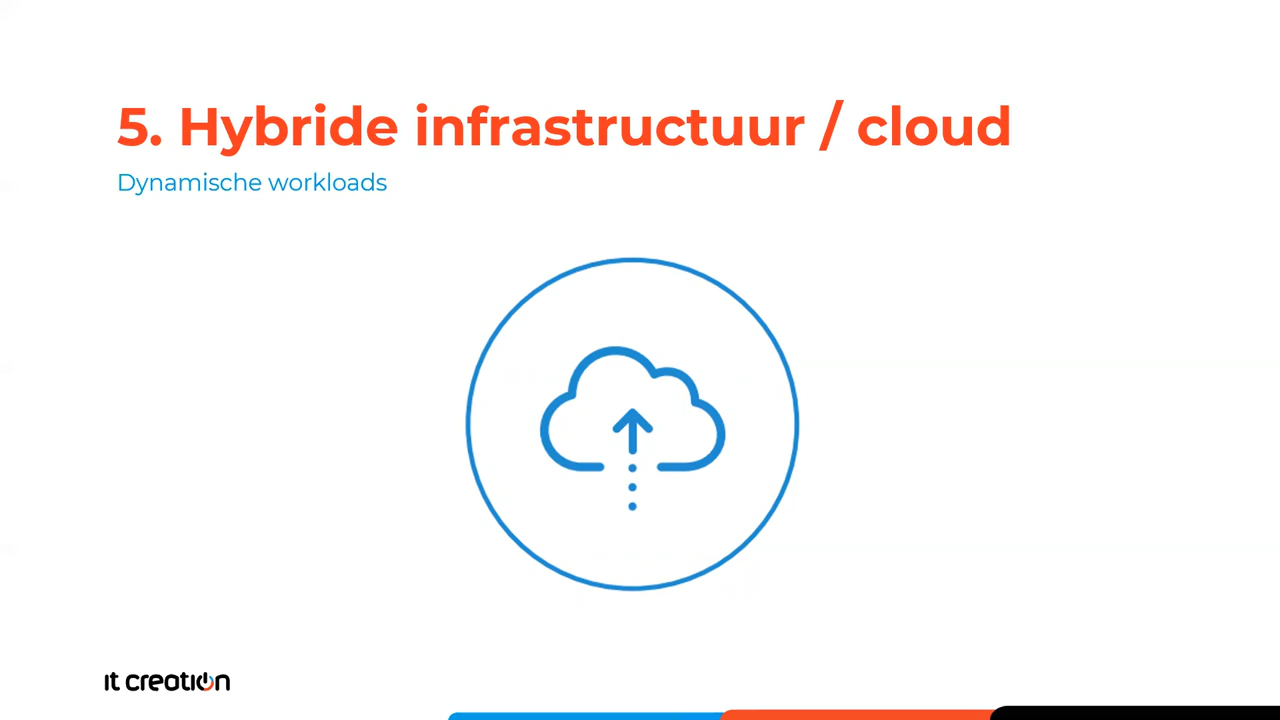 5. Hybride infrastructuur / cloud
Dynamische workloads
it creation